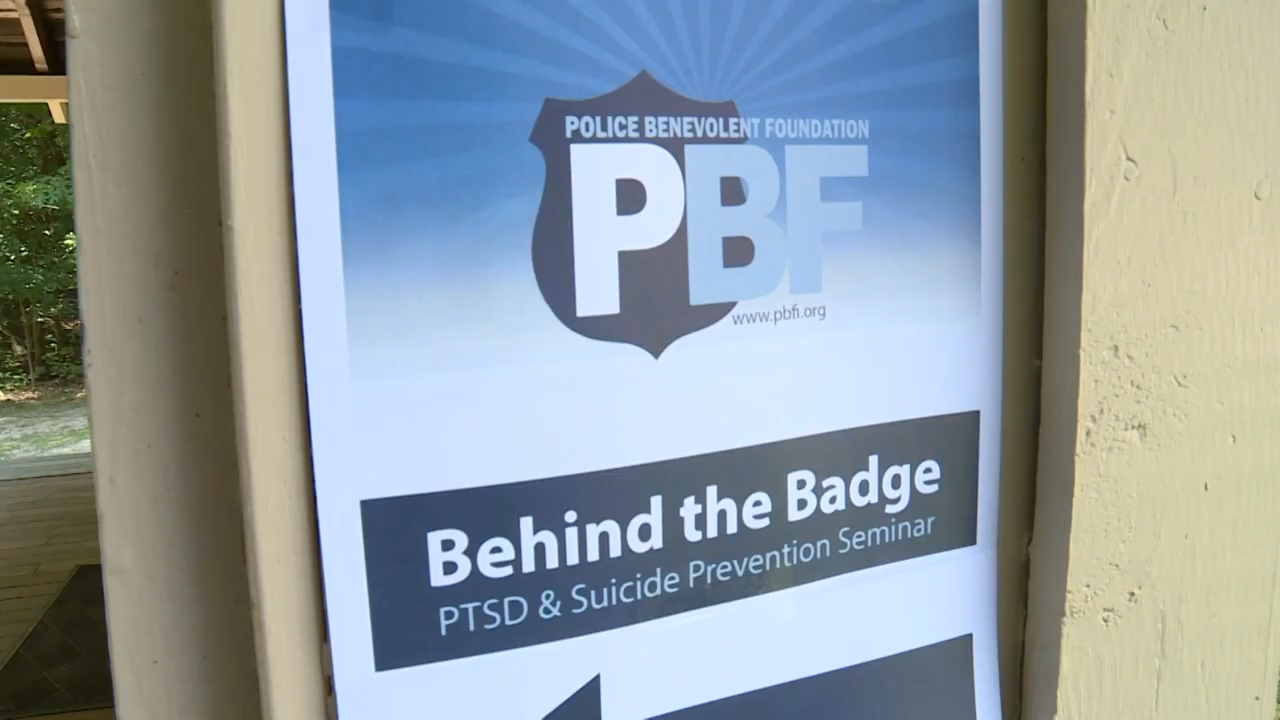 POLICE BENEVOLENT FOUNDATION
PBF
www.pbfi.org
Behind the Badge
PTSD & Suicide Prevention Seminar